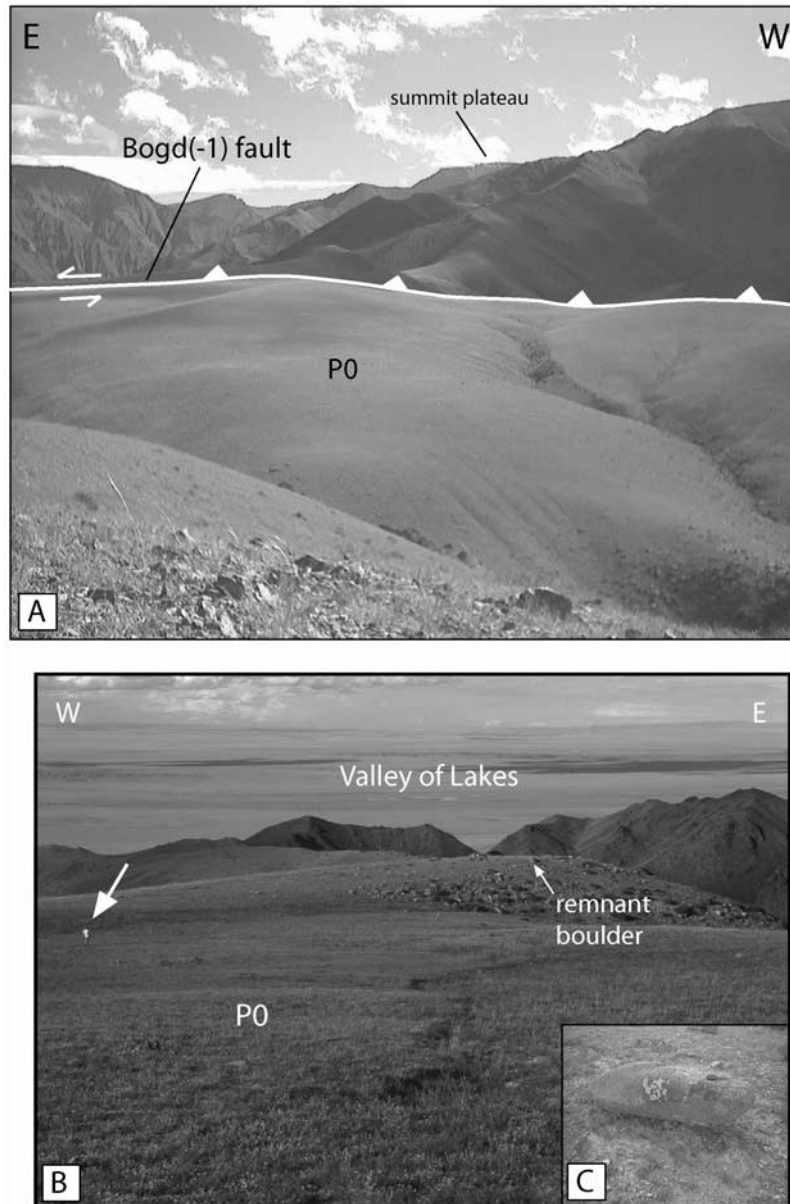 E
W
summit plateau
Bogd(-1) fault
P0
A
W
E
Valley of Lakes
remnant
boulder
P0
B
C